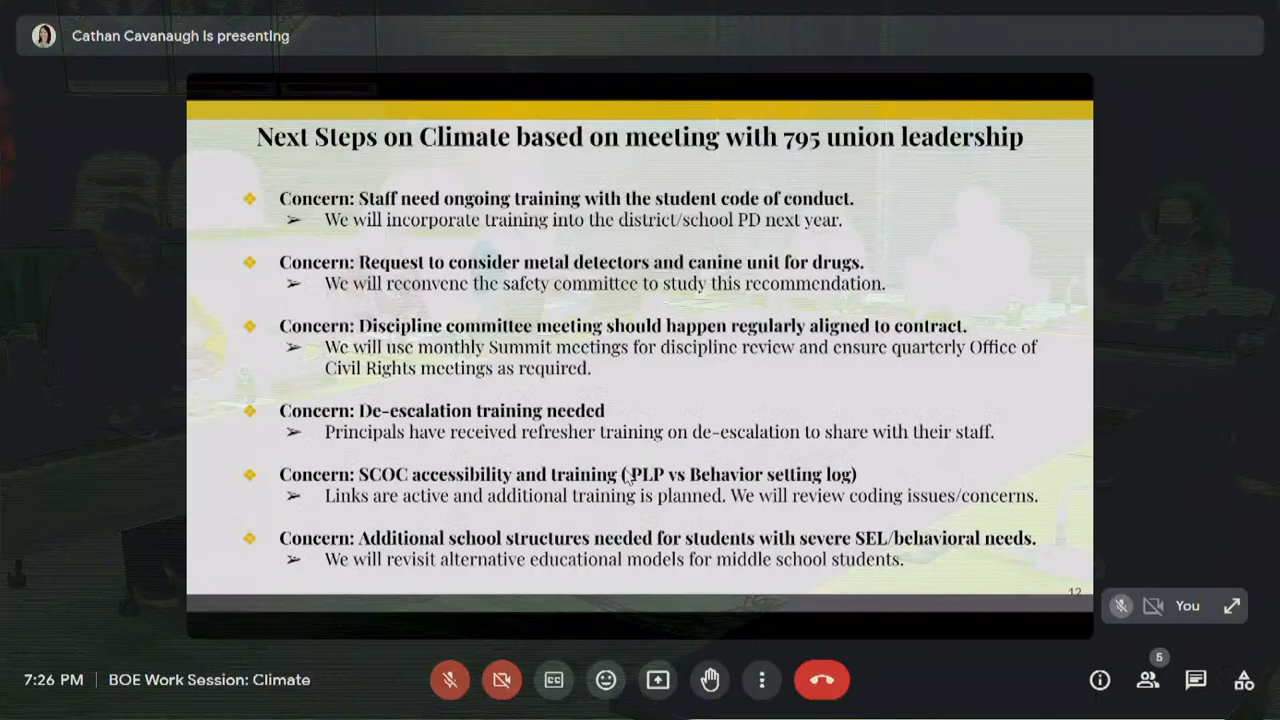 Cathan Cavanaugh is presenting
Next Steps on Climate based on meeting with 795 union leadership
Concern: Staff need ongoing training with the student code of conduct.
We will incorporate training into the district/school PD next year.
Concern: Request to consider metal detectors and canine unit for drugs.
We will reconvene the safety committee to study this recommendation.
Concern: Discipline committee meeting should happen regularly aligned to contract.
We will use monthly Summit meetings for discipline review and ensure quarterly Office of
Civil Rights meetings as required.
Concern: De-escalation training needed
Principals have received refresher training on de-escalation to share with their staff.
Concern: SCOC accessibility and training (PLP vs Behavior setting log)
Links are active and additional training is planned. We will review coding issues/concerns.
Concern: Additional school structures needed for students with severe SEL/behavioral needs.
We will revisit alternative educational models for middle school students.
12
You
7:26 PM | BOE Work Session: Climate
5